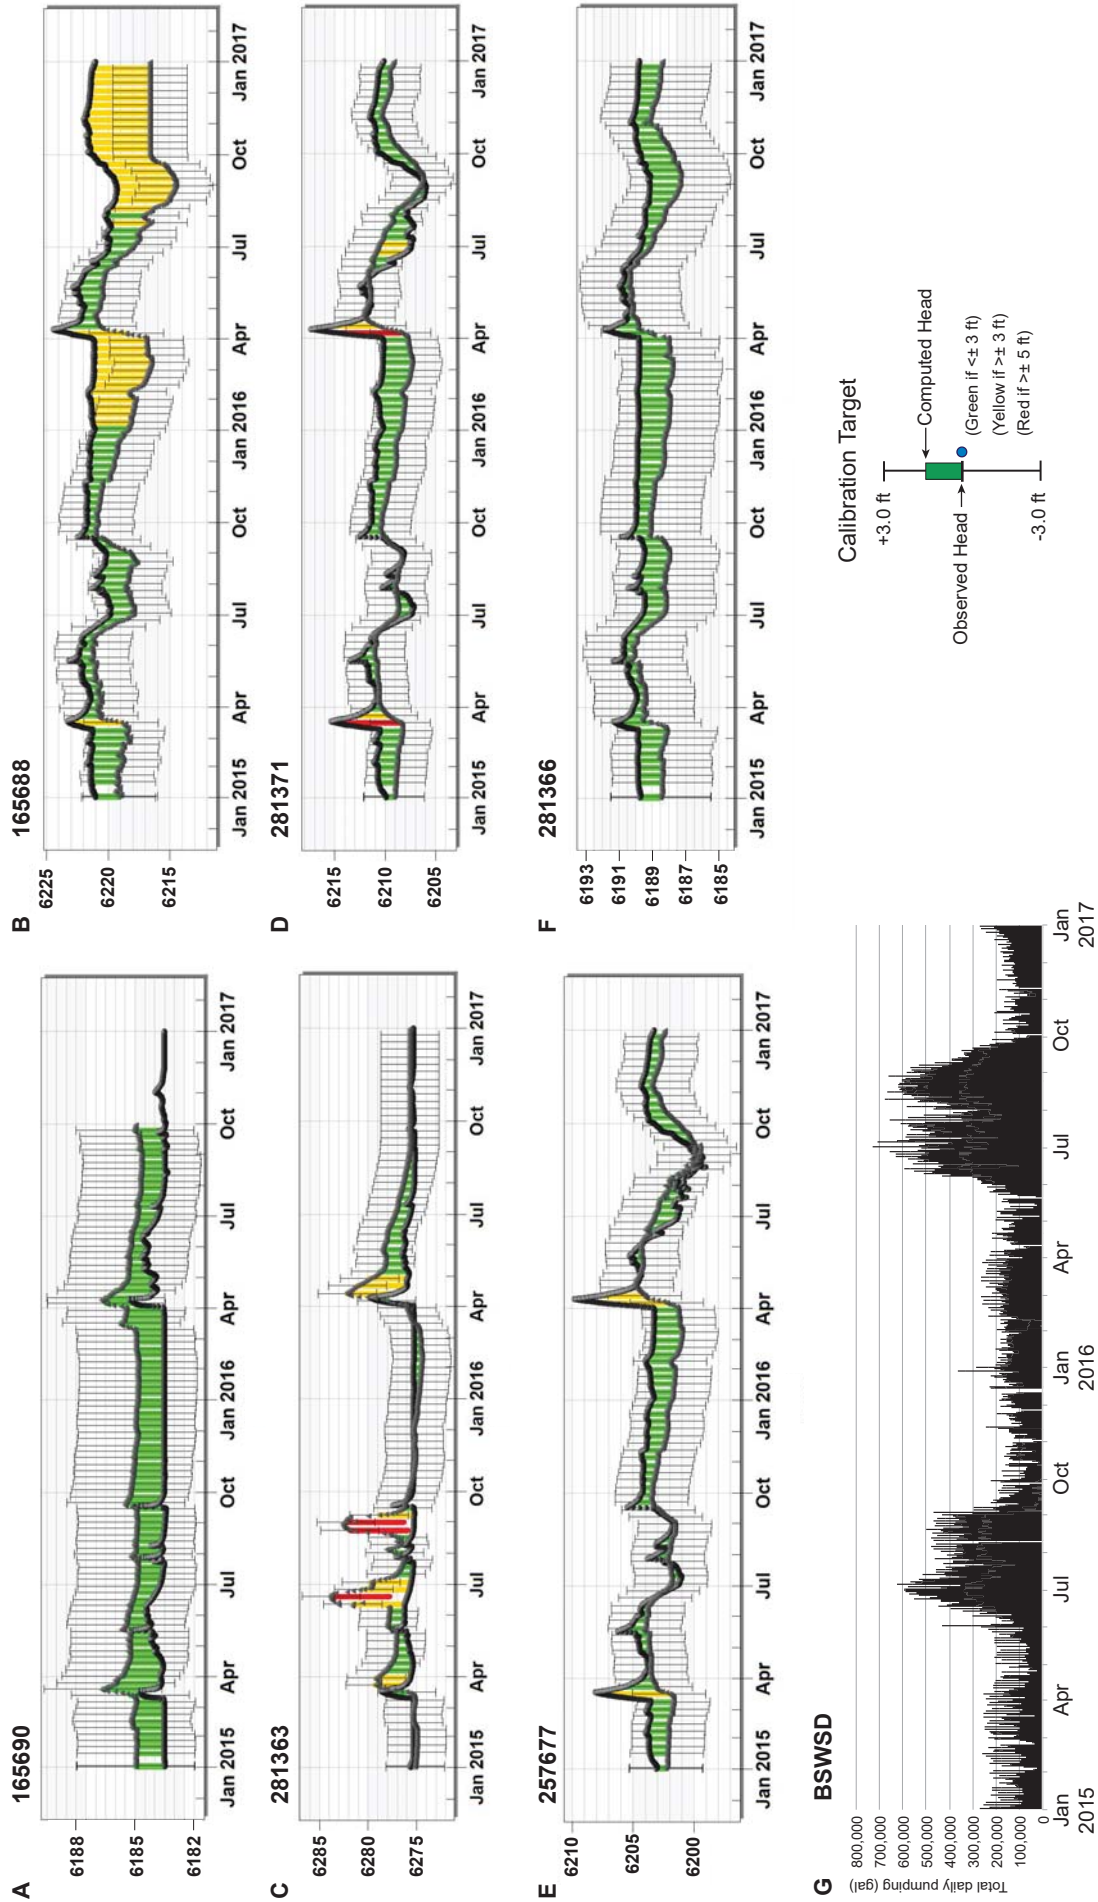 A
165690
6188
6185
6182
Jan 2015 Apr Jul Oct Jan 2016 Apr Jul Oct Jan 2017
B
165688
6225
6220
6215
Jan 2015 Apr Jul Oct Jan 2016 Apr Jul Oct Jan 2017
C
281363
6285
6280
6275
Jan 2015 Apr Jul Oct Jan 2016 Apr Jul Oct Jan 2017
D
281371
6215
6210
6205
Jan 2015 Apr Jul Oct Jan 2016 Apr Jul Oct Jan 2017
E
257677
6210
6205
6200
Jan 2015 Apr Jul Oct Jan 2016 Apr Jul Oct Jan 2017
F
281366
6193
6191
6189
6187
6185
Jan 2015 Apr Jul Oct Jan 2016 Apr Jul Oct Jan 2017
G
BSWSD
Total daily pumping (gal)
800,000
700,000
600,000
500,000
400,000
300,000
200,000
100,000
0
Jan Apr Jul Oct Jan Apr Jul Oct Jan
2015 2016 2017
Calibration Target
+3.0 ft
Computed Head
Observed Head
(Green if <± 3 ft)
(Yellow if >± 3 ft)
(Red if >± 5 ft)
-3.0 ft